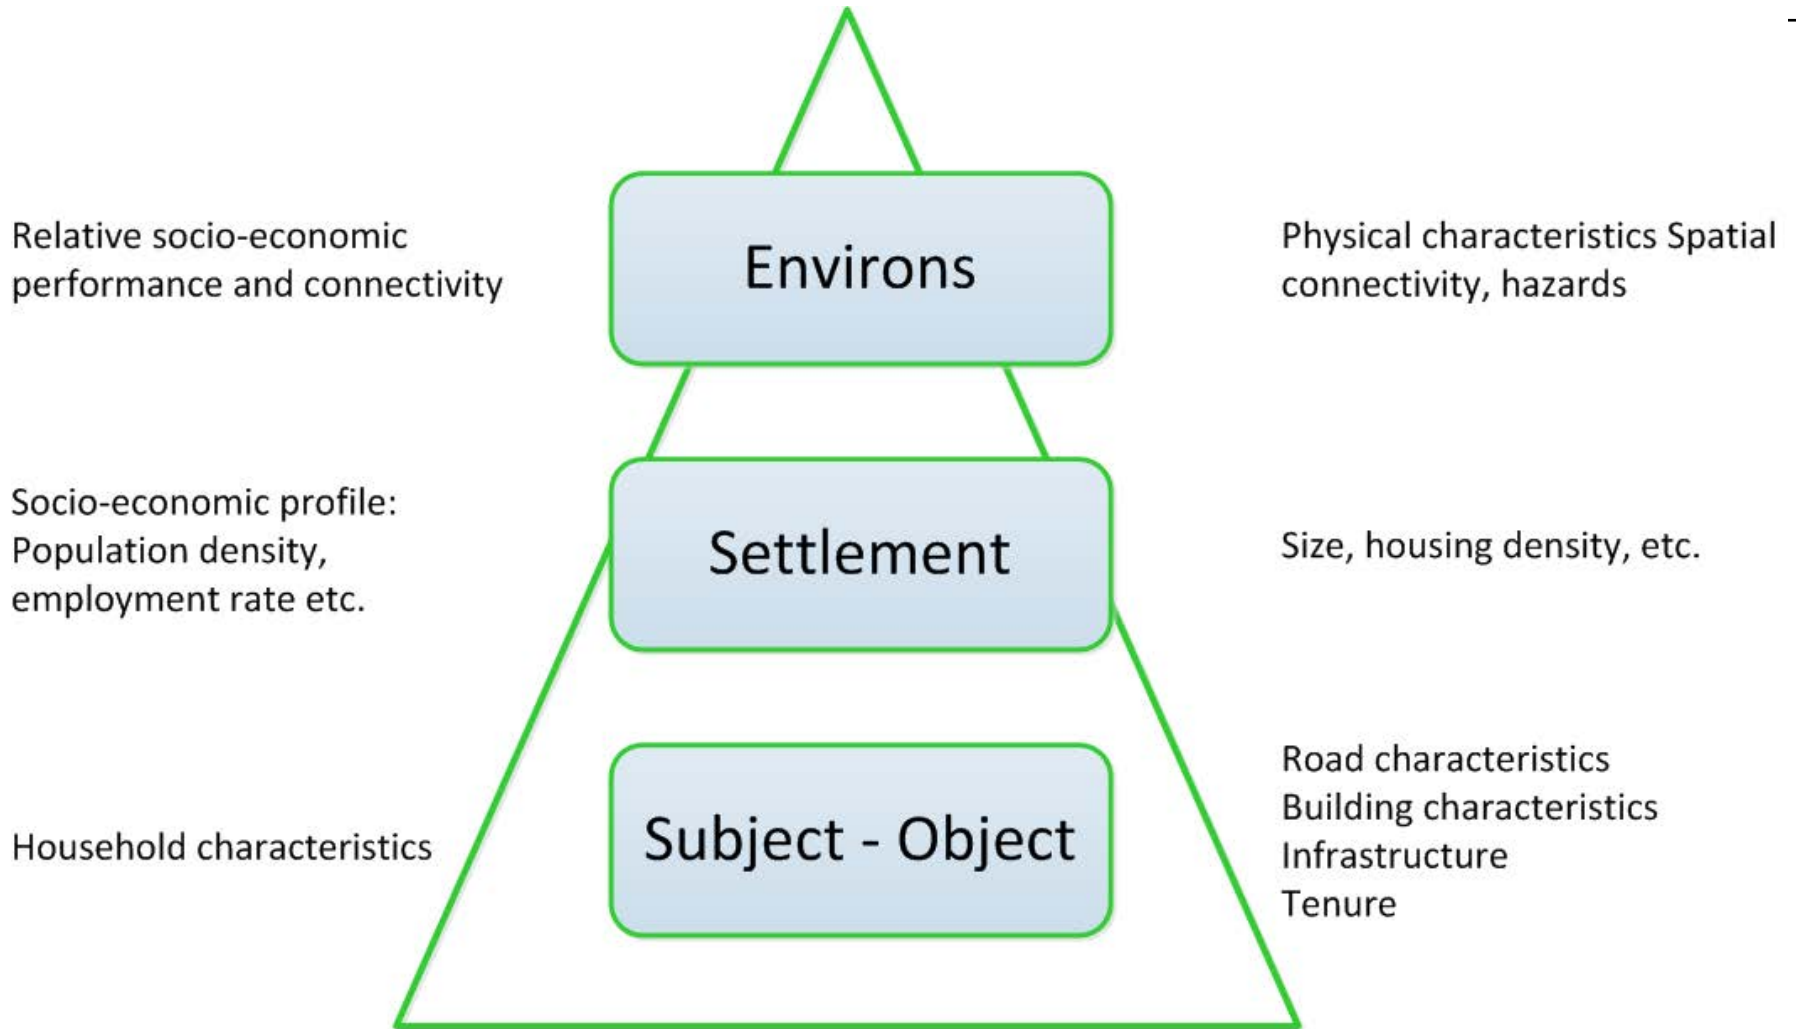 Relative socio-economic
performance and connectivity
Environs
Physical characteristics Spatial
connectivity, hazards
Socio-economic profile:
Population density,
employment rate etc.
Settlement
Size, housing density, etc.
Household characteristics
Subject - Object
Road characteristics
Building characteristics
Infrastructure
Tenure